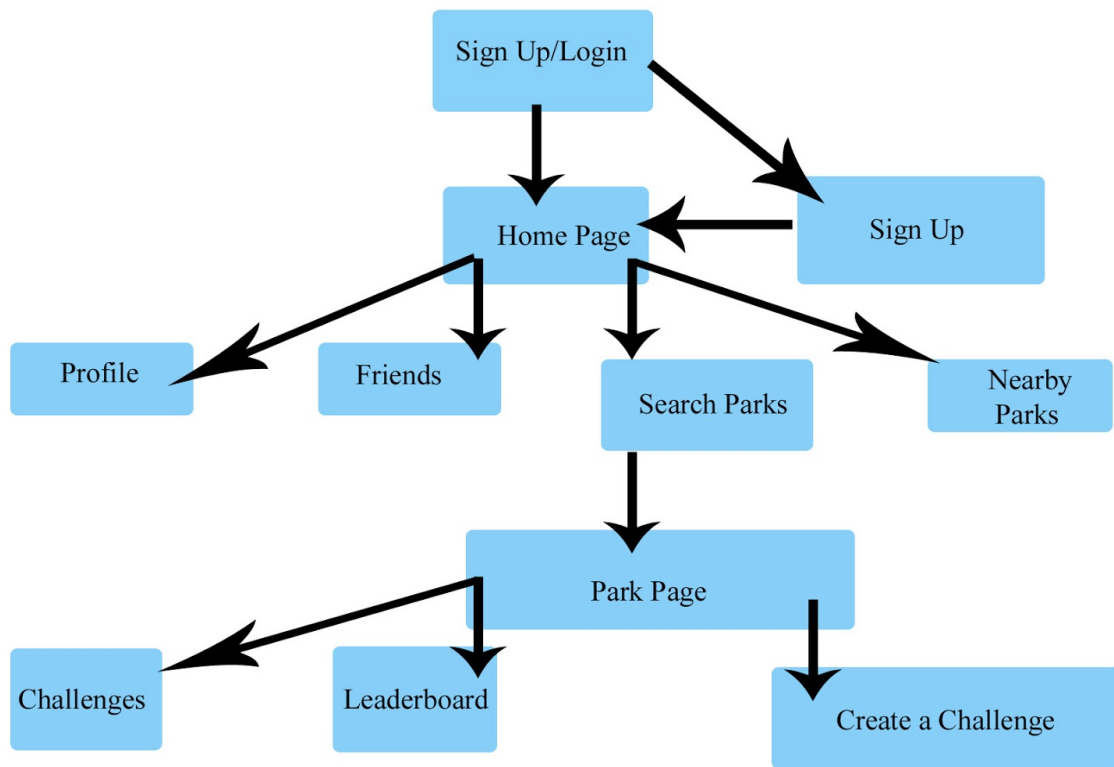 Sign Up/Login
Home Page
Sign Up
Profile
Friends
Search Parks
Nearby
Parks
Park Page
Challenges
Leaderboard
Create a Challenge